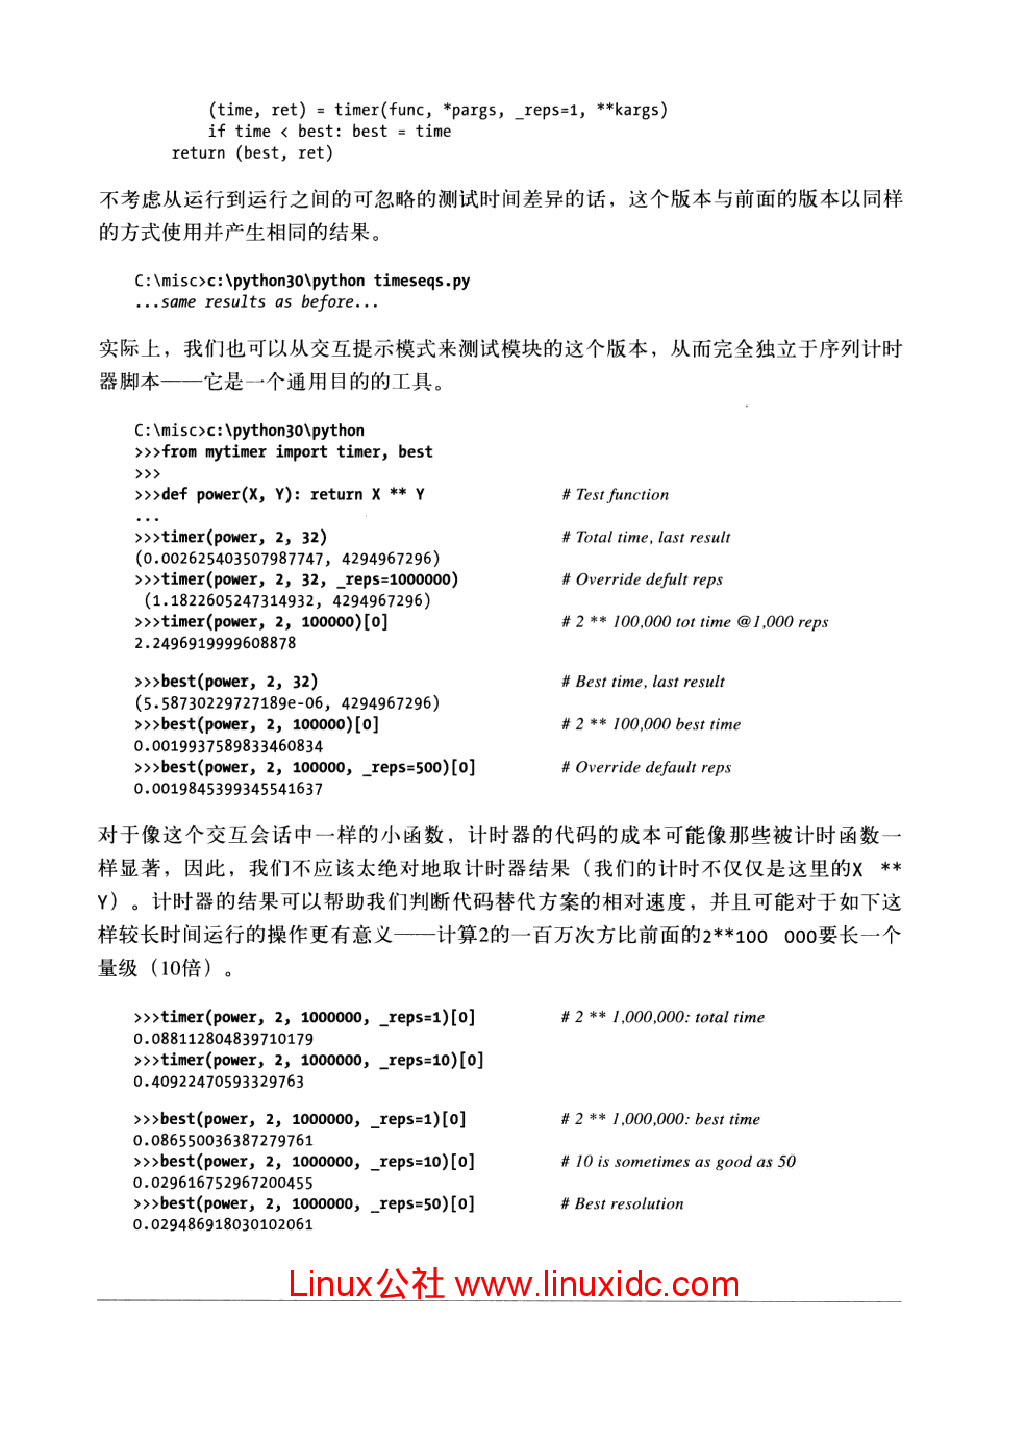 (time, ret) = timer(func, *pargs, _reps=1, **kargs)
if time < best: best = time
return (best, ret)
不考虑从运行到运行之间的可忽略的测试时间差异的话，这个版本与前面的版本以同样
的方式使用并产生相同的结果。
C:\misc>c:\python30\python timeseqs.py
...same results as before...
实际上，我们也可以从交互提示模式来测试模块的这个版本，从而完全独立于序列计时
器脚本——它是一个通用目的的工具。
C:\misc>c:\python30\python
>>>from mytimer import timer, best
>>>
>>>def power(X, Y): return X ** Y # Test function
...
>>>timer(power, 2, 32) # Total time, last result
(0.002625403507987747, 4294967296)
>>>timer(power, 2, 32, _reps=1000000) # Override defult reps
(1.1822605247314932, 4294967296)
>>>timer(power, 2, 100000)[0] # 2 ** 100,000 tot time @1,000 reps
2.2496919999608878
>>>best(power, 2, 32) # Best time, last result
(5.58730229727189e-06, 4294967296)
>>>best(power, 2, 100000)[0] # 2 ** 100,000 best time
0.0019937589833460834
>>>best(power, 2, 100000, _reps=500)[0] # Override default reps
0.0019845399345541637
对于像这个交互会话中一样的小函数，计时器的代码的成本可能像那些被计时函数一
样显著，因此，我们不应该太绝对地取计时器结果（我们的计时不仅仅是这里的X **
Y）。计时器的结果可以帮助我们判断代码替代方案的相对速度，并且可能对于如下这
样较长时间运行的操作更有意义——计算2的一百万次方比前面的2**100 000要长一个
量级（10倍）。
>>>timer(power, 2, 1000000, _reps=1)[0] # 2 ** 1,000,000: total time
0.088112804839710179
>>>timer(power, 2, 1000000, _reps=10)[0]
0.40922470593329763
>>>best(power, 2, 1000000, _reps=1)[0] # 2 ** 1,000,000: best time
0.086550036387279761
>>>best(power, 2, 1000000, _reps=10)[0] # 10 is sometimes as good as 50
0.029616752967200455
>>>best(power, 2, 1000000, _reps=50)[0] # Best resolution
0.029486918030102061
Linux公社 www.linuxidc.com